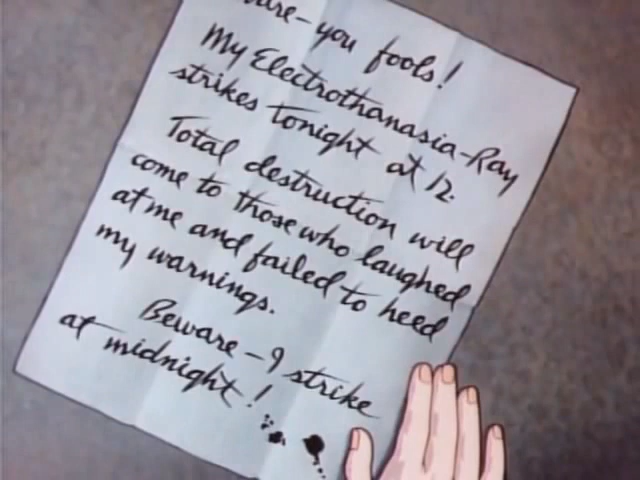 are-you fools!
My Electrothanasia-Ray
strikes tonight at 12.
Total destruction will
come to those who laughed
at me and failed to heed
my warnings.
Beware-I strike
at midnight!